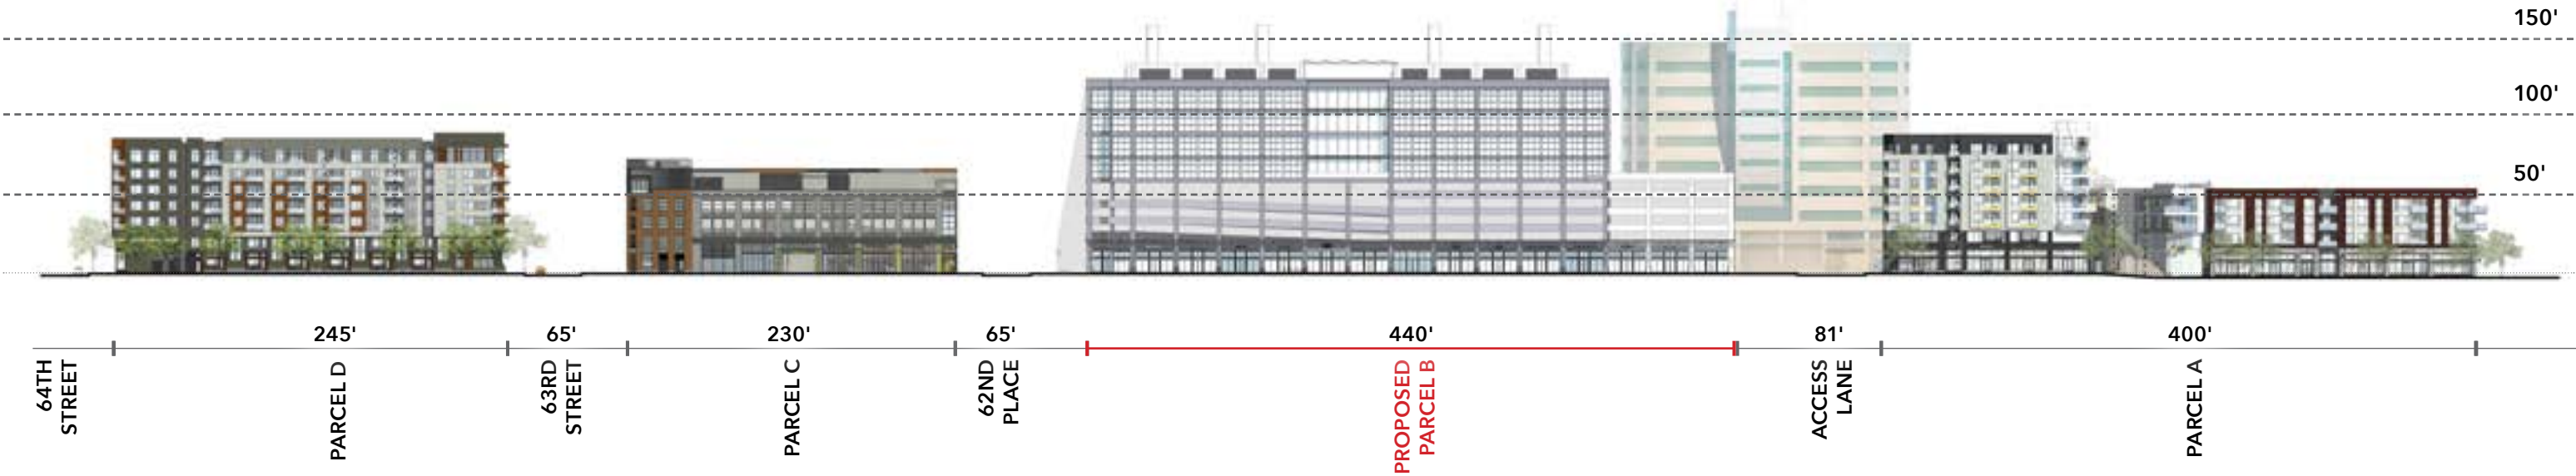 150'
100'
50'
245'
65'
230'
65'
440'
81'
400'
64TH
STREET
PARCEL D
63RD
STREET
PARCEL C
62ND
PLACE
PROPOSED
PARCEL B
ACCESS
LANE
PARCEL A